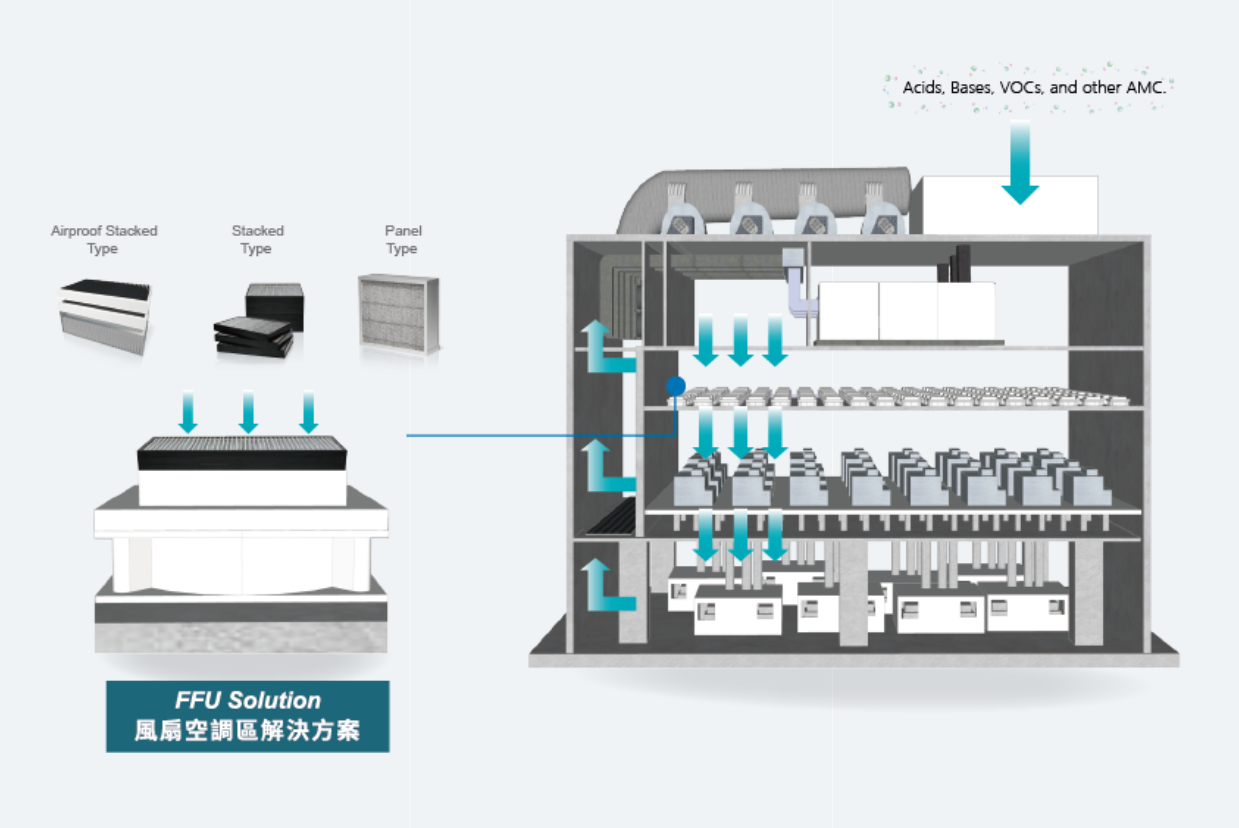 Acids, Bases, VOCs, and other AMC.
Airproof Stacked
Type
Stacked
Type
Panel
Type
FFU Solution
風扇空調區解決方案